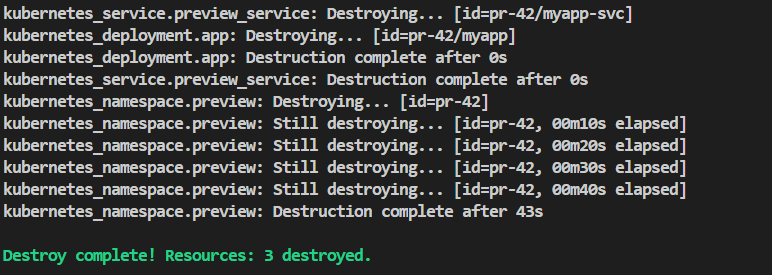 kubernetes_service.preview_service: Destroying... [id=pr-42/myapp-svc]
kubernetes_deployment.app: Destroying... [id=pr-42/myapp]
kubernetes_deployment.app: Destruction complete after 0s
kubernetes_service.preview_service: Destruction complete after 0s
kubernetes_namespace.preview: Destroying... [id=pr-42]
kubernetes_namespace.preview: Still destroying... [id=pr-42, 00m10s elapsed]
kubernetes_namespace.preview: Still destroying... [id=pr-42, 00m20s elapsed]
kubernetes_namespace.preview: Still destroying... [id=pr-42, 00m30s elapsed]
kubernetes_namespace.preview: Still destroying... [id=pr-42, 00m40s elapsed]
kubernetes_namespace.preview: Destruction complete after 43s
Destroy complete! Resources: 3 destroyed.